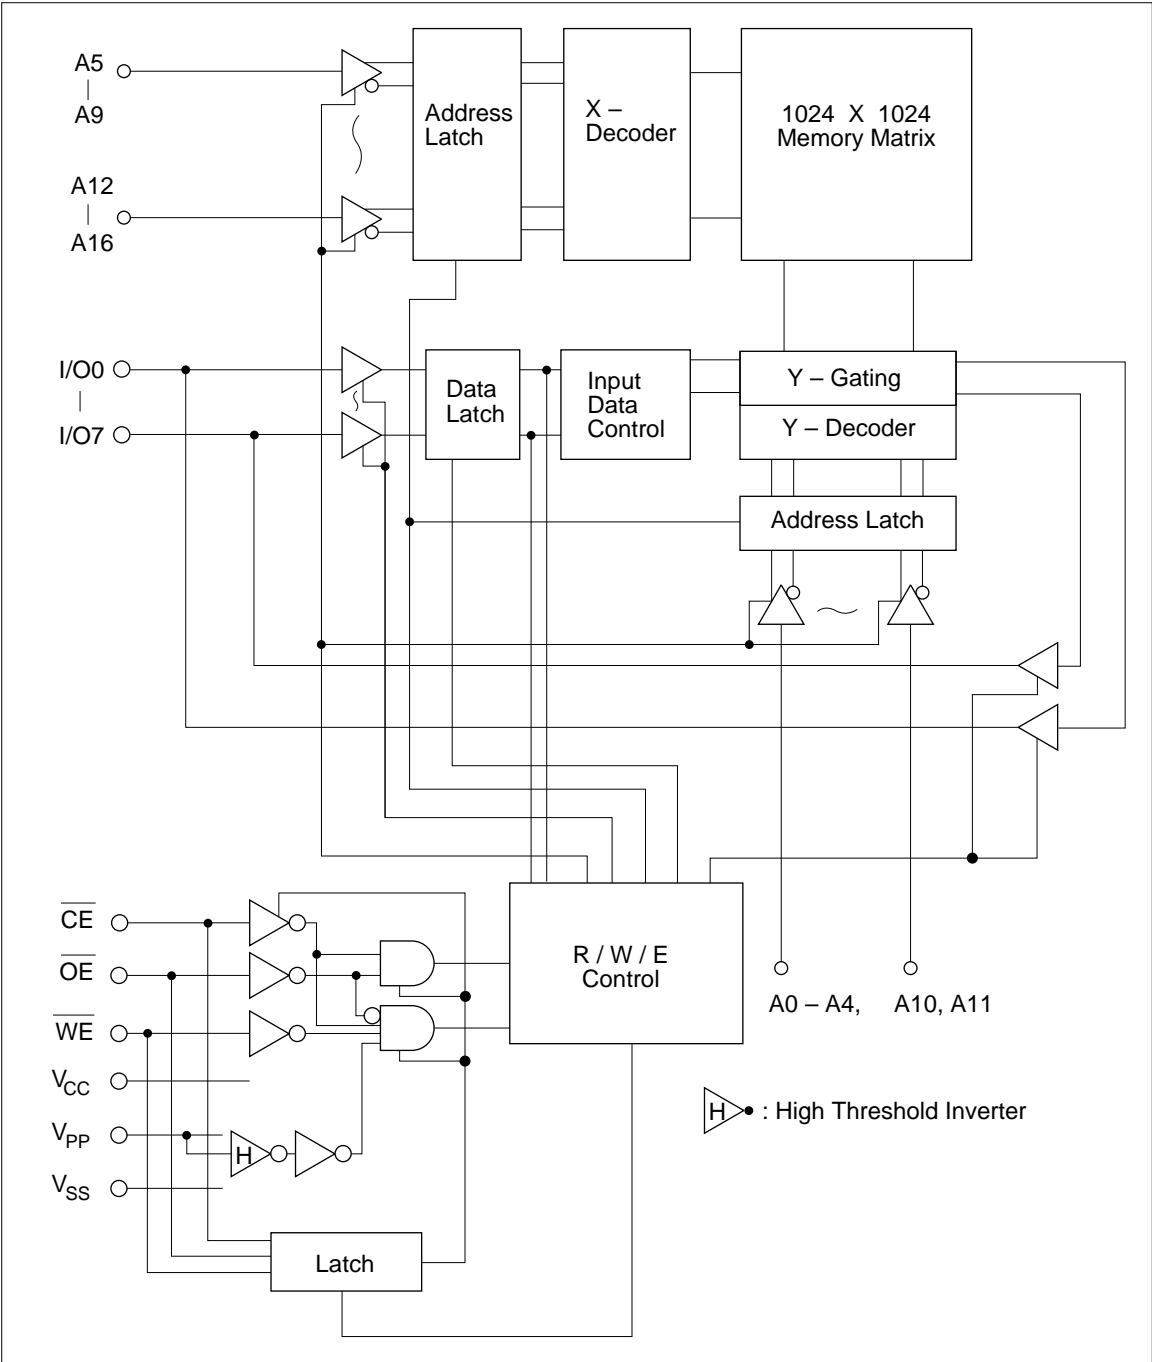 A5
|
A9
Address
Latch
X –
Decoder
1024 X 1024
Memory Matrix
A12
|
A16
I/O0
|
I/O7
Data
Latch
Input
Data
Control
Y – Gating
Y – Decoder
Address Latch
CE
OE
WE
VCC
VPP
VSS
H
R / W / E
Control
A0 – A4, A10, A11
H : High Threshold Inverter
Latch